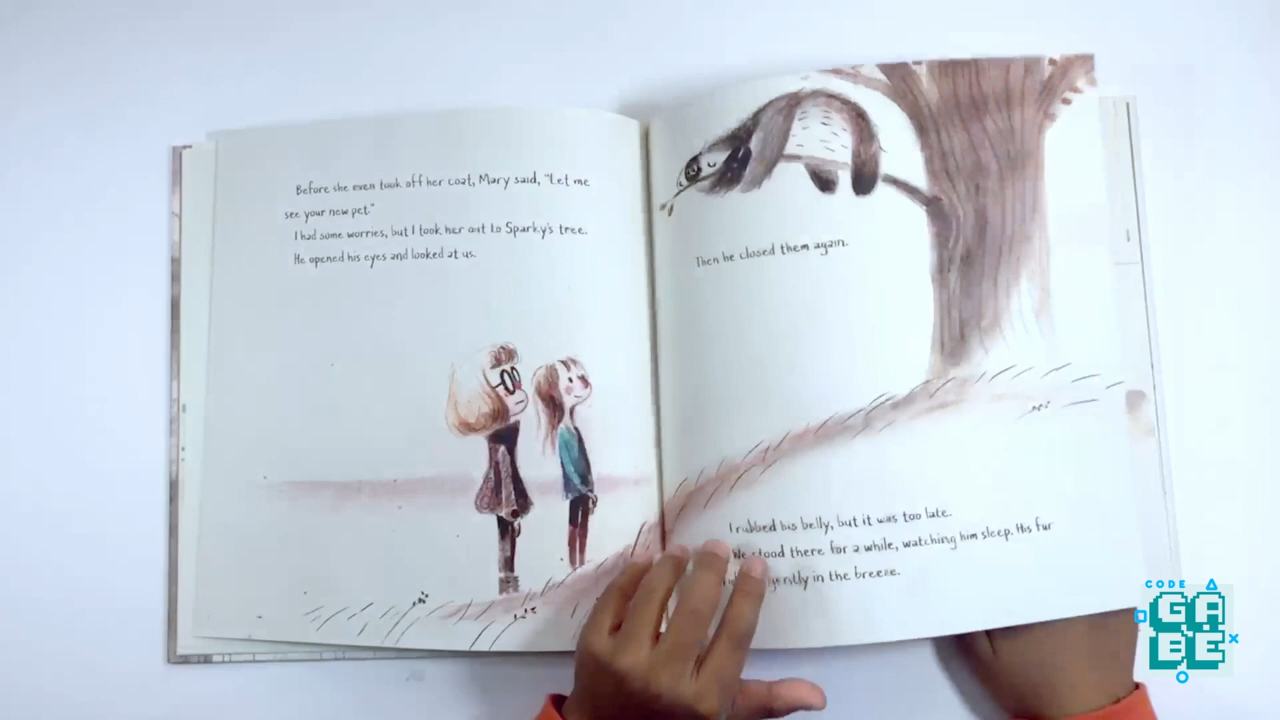 Before she even took off her coat, Mary said, "Let me
see your new pet."
I had some worries, but I took her out to Sparky's tree.
He opened his eyes and looked at us.
Then he closed them again.
I rubbed his belly, but it was too late.
We stood there for a while, watching him sleep. His fur
gently in the breeze.
CODE
GA
BE